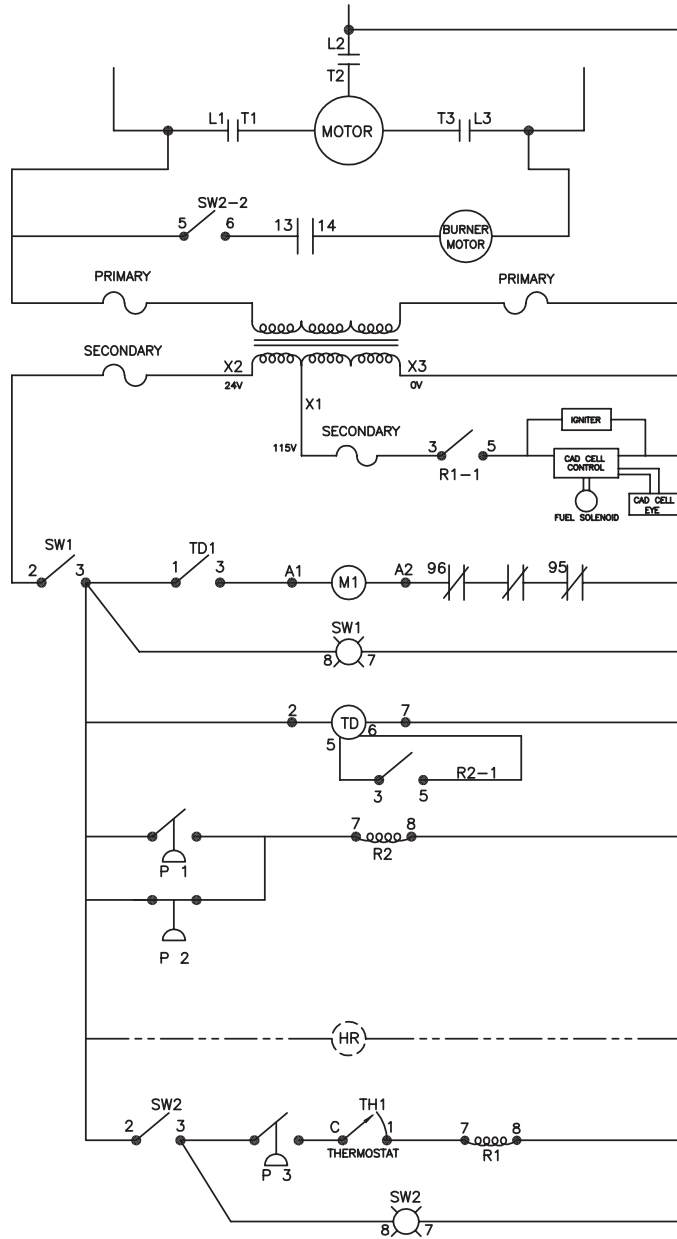 L2
T2
L1 T1 MOTOR T3 L3
SW2-2
5 6 13 14 BURNER
MOTOR
PRIMARY PRIMARY
SECONDARY X2 X3
24V 0V
X1
SECONDARY
115V 3 5
R1-1
IGNITER
CAD CELL
CONTROL
CAD CELL
EYE
FUEL SOLENOID
SW1 TD1
2 3 1 3 A1 M1 A2 96 95
SW1
8 7
2 TD 7
5 6
R2-1
3 5
7 8
R2
P 1
P 2
HR
SW2 TH1
2 3 C 1 7 8
THERMOSTAT R1
P 3
SW2
8 7